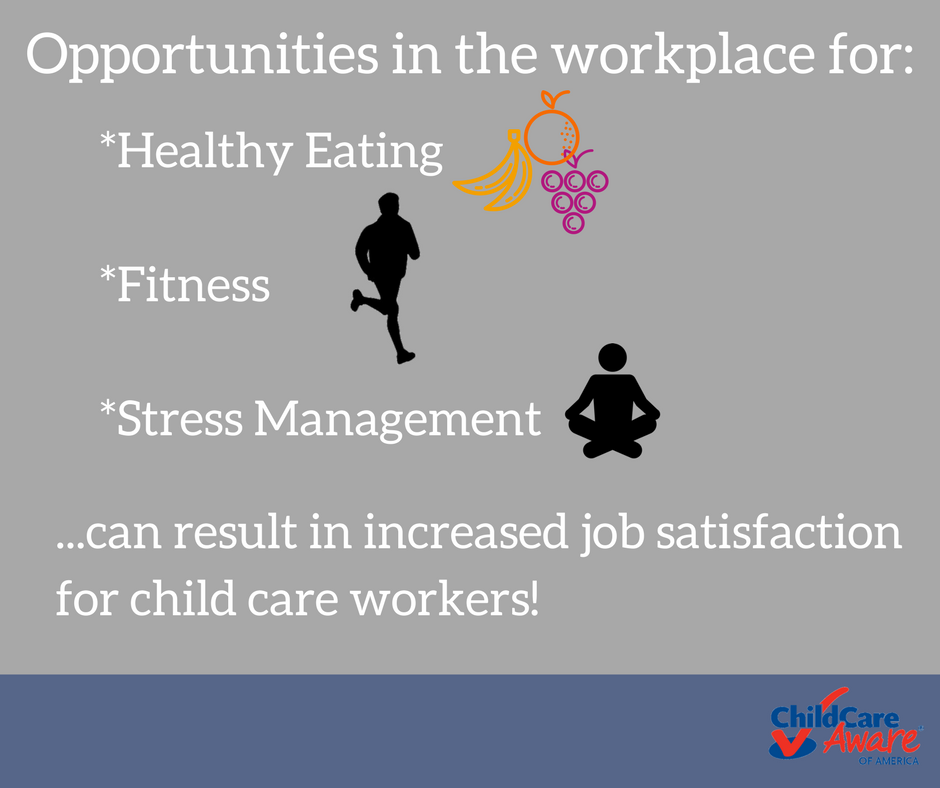 Opportunities in the workplace for:
*Healthy Eating
*Fitness
*Stress Management
...can result in increased job satisfaction
for child care workers!
ChildCare
Aware®
OF AMERICA